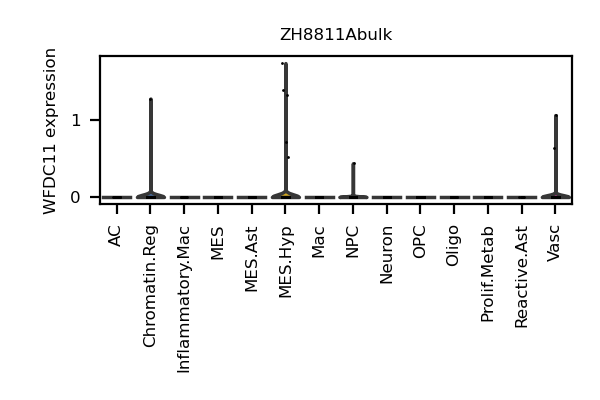 ZH8811Abulk
WFDC11 expression
1
0
AC
Chromatin.Reg
Inflammatory.Mac
MES
MES.Ast
MES.Hyp
Mac
NPC
Neuron
OPC
Oligo
Prolif.Metab
Reactive.Ast
Vasc